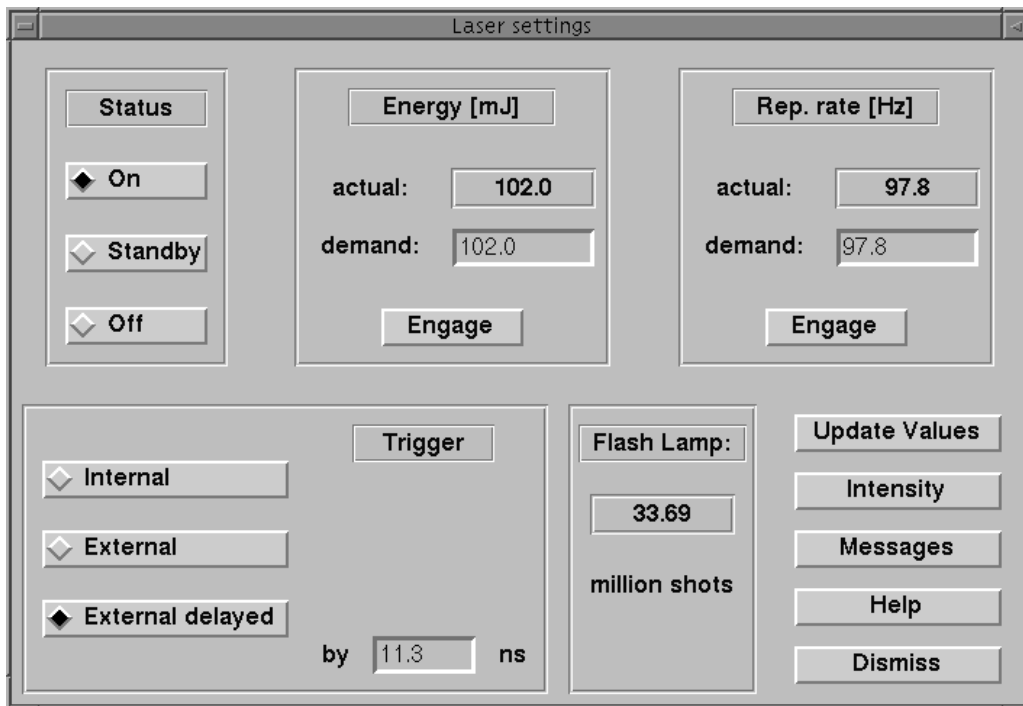 Laser settings
Status
On
Standby
Off
Energy [mJ]
actual: 102.0
demand: 102.0
Engage
Rep. rate [Hz]
actual: 97.8
demand: 97.8
Engage
Trigger
Internal
External
External delayed
by 11.3 ns
Flash Lamp:
33.69
million shots
Update Values
Intensity
Messages
Help
Dismiss